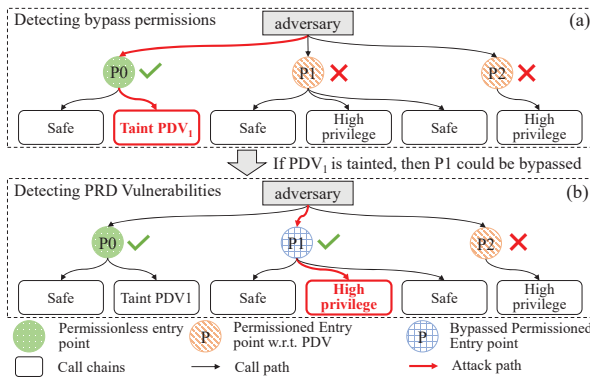 Detecting bypass permissions
(a)
adversary
P0
P1
P2
Safe
Taint PDV₁
Safe
High privilege
Safe
High privilege
If PDV₁ is tainted, then P1 could be bypassed
Detecting PRD Vulnerabilities
(b)
adversary
P0
P1
P2
Safe
Taint PDV1
Safe
High privilege
Safe
High privilege
Permissionless entry point
P
Permissioned Entry point w.r.t. PDV
P
Bypassed Permissioned Entry point
Call chains
Call path
Attack path